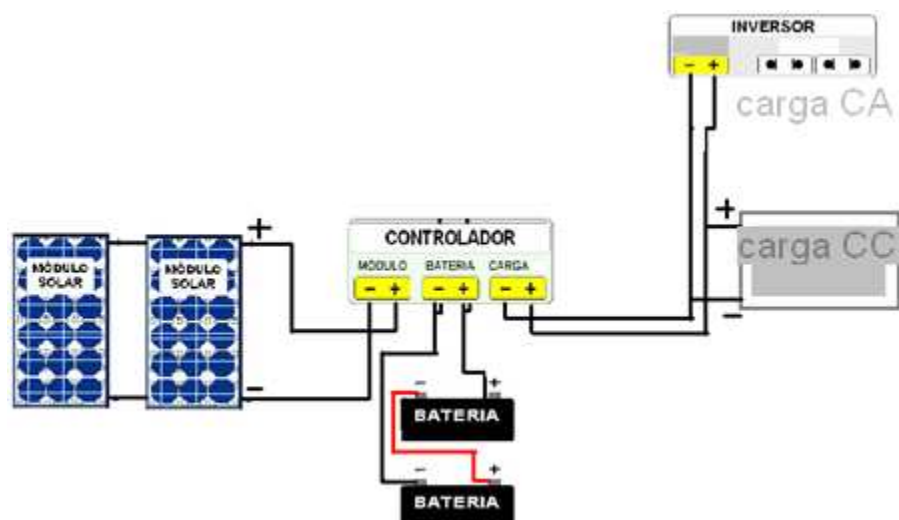 INVERSOR
- +
carga CA
+
carga CC
-
CONTROLADOR
MÓDULO BATERIA CARGA
- + - + - +
+
MÓDULO
SOLAR
MÓDULO
SOLAR
-
- +
BATERIA
- +
BATERIA